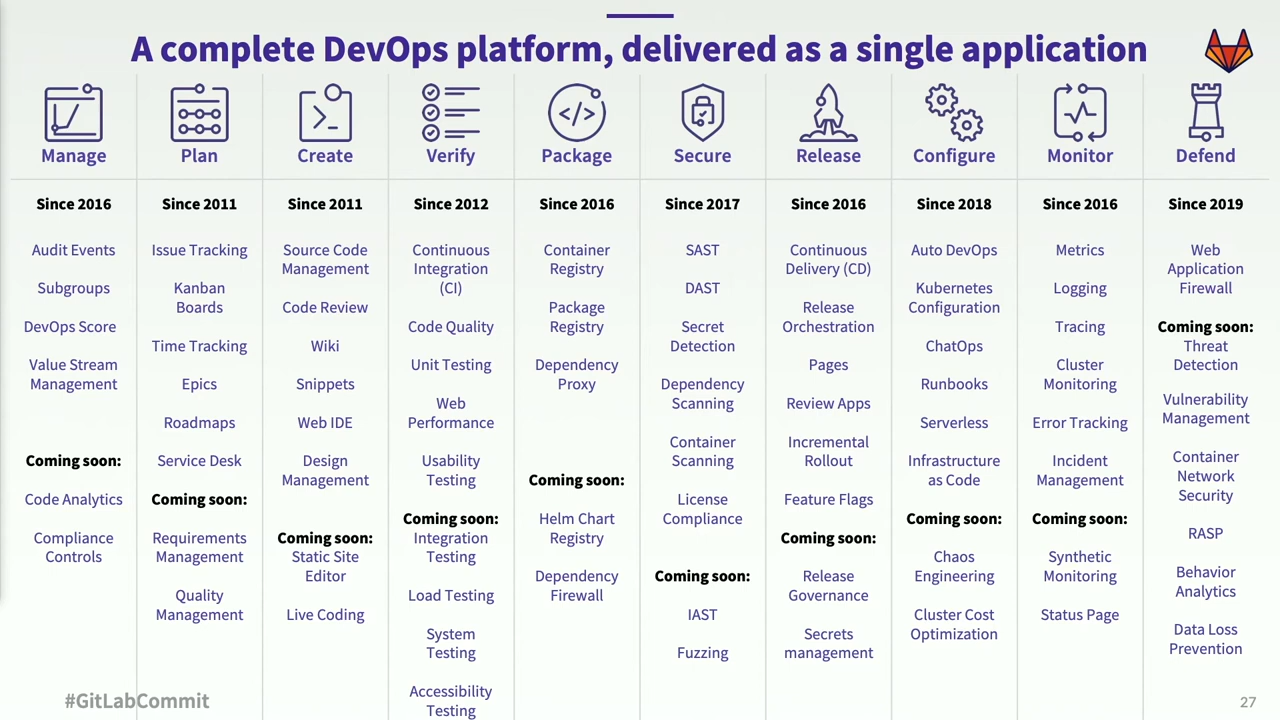 A complete DevOps platform, delivered as a single application
Manage
Since 2016
Audit Events
Subgroups
DevOps Score
Value Stream
Management
Coming soon:
Code Analytics
Compliance
Controls
Plan
Since 2011
Issue Tracking
Kanban
Boards
Time Tracking
Epics
Roadmaps
Service Desk
Coming soon:
Requirements
Management
Quality
Management
Create
Since 2011
Source Code
Management
Code Review
Wiki
Snippets
Web IDE
Design
Management
Coming soon:
Static Site
Editor
Live Coding
Verify
Since 2012
Continuous
Integration
(CI)
Code Quality
Unit Testing
Web
Performance
Usability
Testing
Coming soon:
Integration
Testing
Load Testing
System
Testing
Accessibility
Testing
Package
Since 2016
Container
Registry
Package
Registry
Dependency
Proxy
Coming soon:
Helm Chart
Registry
Dependency
Firewall
Secure
Since 2017
SAST
DAST
Secret
Detection
Dependency
Scanning
Container
Scanning
License
Compliance
Coming soon:
IAST
Fuzzing
Release
Since 2016
Continuous
Delivery (CD)
Release
Orchestration
Pages
Review Apps
Incremental
Rollout
Feature Flags
Coming soon:
Release
Governance
Secrets
management
Configure
Since 2018
Auto DevOps
Kubernetes
Configuration
ChatOps
Runbooks
Serverless
Infrastructure
as Code
Coming soon:
Chaos
Engineering
Cluster Cost
Optimization
Monitor
Since 2016
Metrics
Logging
Tracing
Cluster
Monitoring
Error Tracking
Incident
Management
Coming soon:
Synthetic
Monitoring
Status Page
Defend
Since 2019
Web
Application
Firewall
Coming soon:
Threat
Detection
Vulnerability
Management
Container
Network
Security
RASP
Behavior
Analytics
Data Loss
Prevention
#GitLabCommit
27